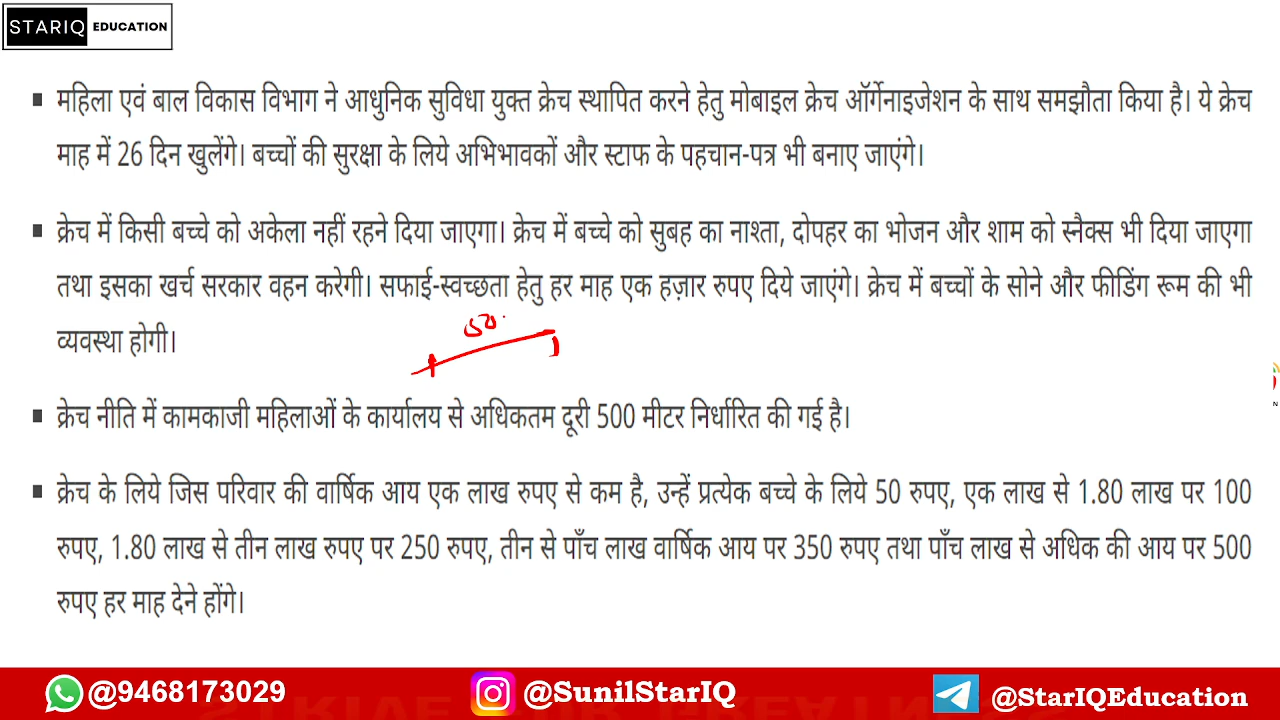 STARIQ EDUCATION
महिला एवं बाल विकास विभाग ने आधुनिक सुविधा युक्त क्रेच स्थापित करने हेतु मोबाइल क्रेच ऑर्गेनाइजेशन के साथ समझौता किया है। ये क्रेच
माह में 26 दिन खुलेंगे। बच्चों की सुरक्षा के लिये अभिभावकों और स्टाफ के पहचान-पत्र भी बनाए जाएंगे।
क्रेच में किसी बच्चे को अकेला नहीं रहने दिया जाएगा। क्रेच में बच्चे को सुबह का नाश्ता, दोपहर का भोजन और शाम को स्नैक्स भी दिया जाएगा
तथा इसका खर्च सरकार वहन करेगी। सफाई-स्वच्छता हेतु हर माह एक हज़ार रुपए दिये जाएंगे। क्रेच में बच्चों के सोने और फीडिंग रूम की भी
व्यवस्था होगी।
क्रेच नीति में कामकाजी महिलाओं के कार्यालय से अधिकतम दूरी 500 मीटर निर्धारित की गई है।
क्रेच के लिये जिस परिवार की वार्षिक आय एक लाख रुपए से कम है, उन्हें प्रत्येक बच्चे के लिये 50 रुपए, एक लाख से 1.80 लाख पर 100
रुपए, 1.80 लाख से तीन लाख रुपए पर 250 रुपए, तीन से पाँच लाख वार्षिक आय पर 350 रुपए तथा पाँच लाख से अधिक की आय पर 500
रुपए हर माह देने होंगे।
@9468173029 @SunilStarIQ @StarIQEducation